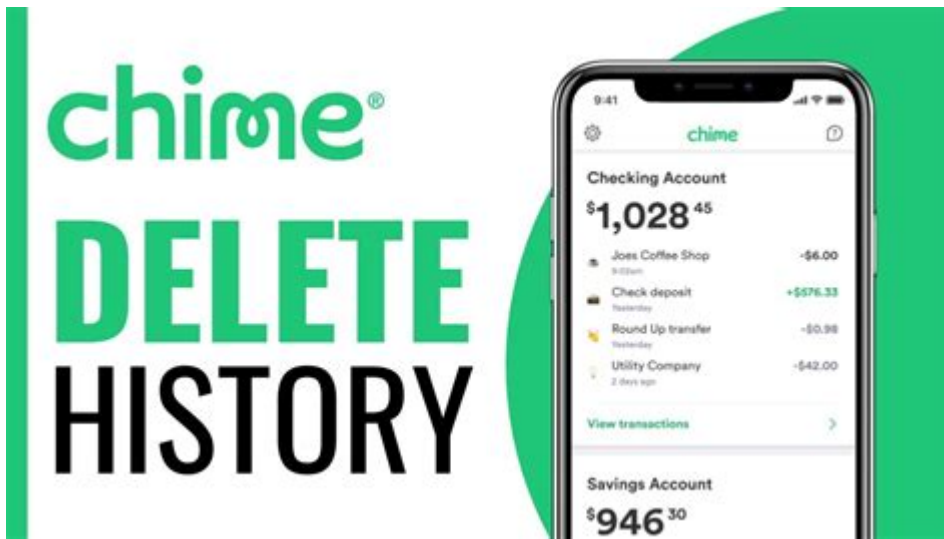 chime®
DELETE
HISTORY
9:41
chime
?
Checking Account
$1,028 45
Joes Coffee Shop -$6.00
9:02am
Check deposit +$576.33
Yesterday
Round Up transfer -$0.98
Yesterday
Utility Company -$42.00
2 days ago
View transactions
Savings Account
$946 30